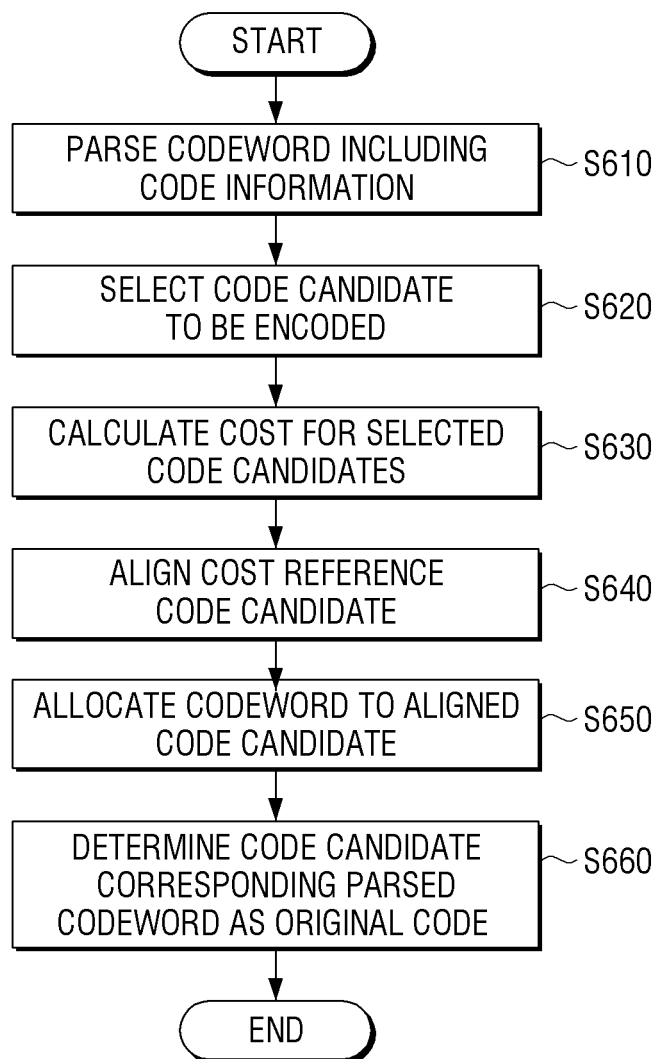 START
PARSE CODEWORD INCLUDING
CODE INFORMATION
S610
SELECT CODE CANDIDATE
TO BE ENCODED
S620
CALCULATE COST FOR SELECTED
CODE CANDIDATES
S630
ALIGN COST REFERENCE
CODE CANDIDATE
S640
ALLOCATE CODEWORD TO ALIGNED
CODE CANDIDATE
S650
DETERMINE CODE CANDIDATE
CORRESPONDING PARSED
CODEWORD AS ORIGINAL CODE
S660
END